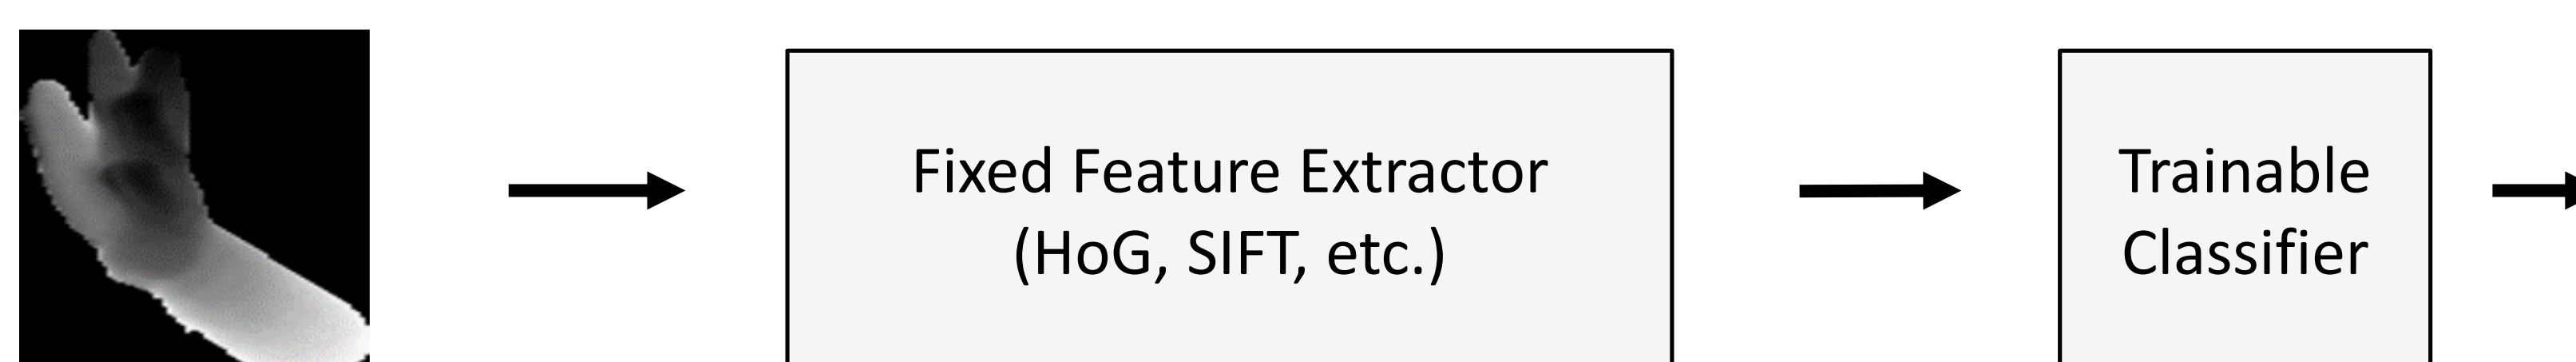 Fixed Feature Extractor
(HoG, SIFT, etc.)
Trainable
Classifier